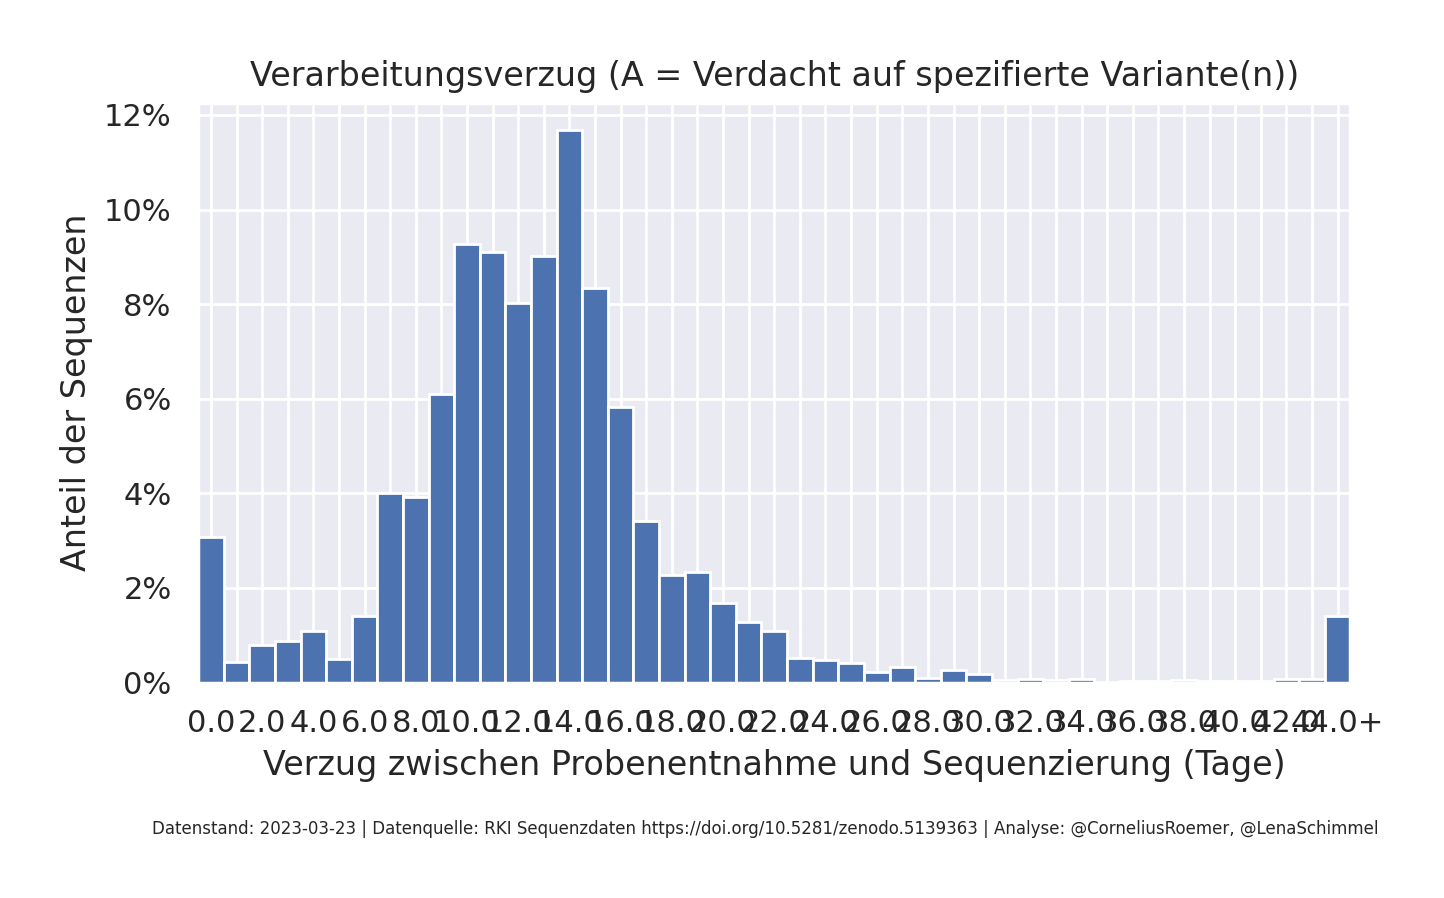 Verarbeitungsverzug (A = Verdacht auf spezifierte Variante(n))
12%
10%
8%
6%
4%
2%
0%
Anteil der Sequenzen
0.0 2.0 4.0 6.0 8.0 10.0 12.0 14.0 16.0 18.0 20.0 22.0 24.0 26.0 28.0 30.0 32.0 34.0 36.0 38.0 40.0 42.0 44.0+
Verzug zwischen Probenentnahme und Sequenzierung (Tage)
Datenstand: 2023-03-23 | Datenquelle: RKI Sequenzdaten https://doi.org/10.5281/zenodo.5139363 | Analyse: @CorneliusRoemer, @LenaSchimmel